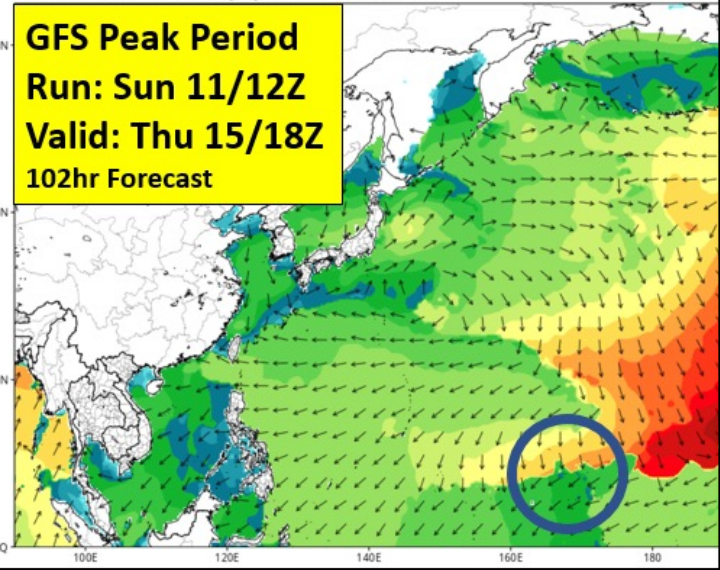 GFS Peak Period
Run: Sun 11/12Z
Valid: Thu 15/18Z
102hr Forecast
100E 120E 140E 160E 180